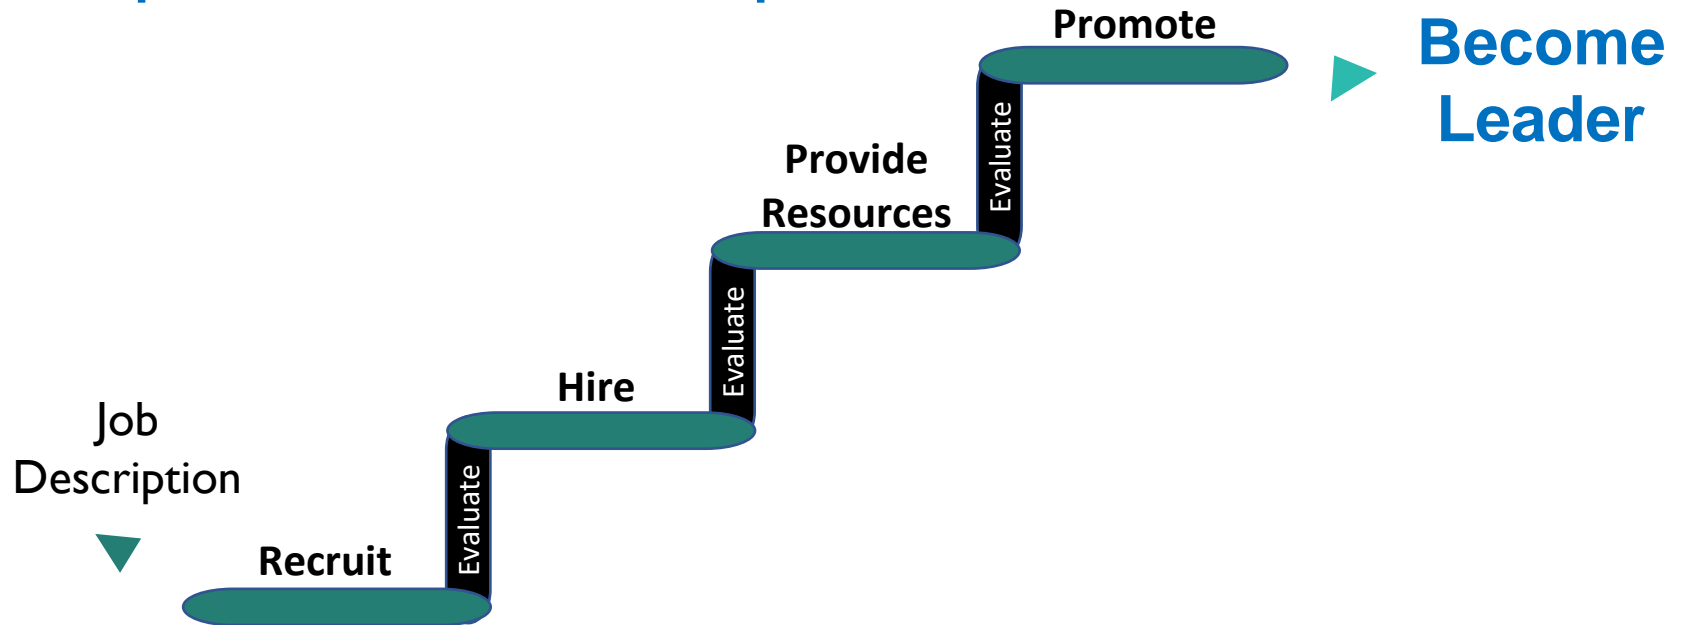 Promote
Become
Leader
Evaluate
Provide
Resources
Evaluate
Hire
Job
Description
Evaluate
Recruit